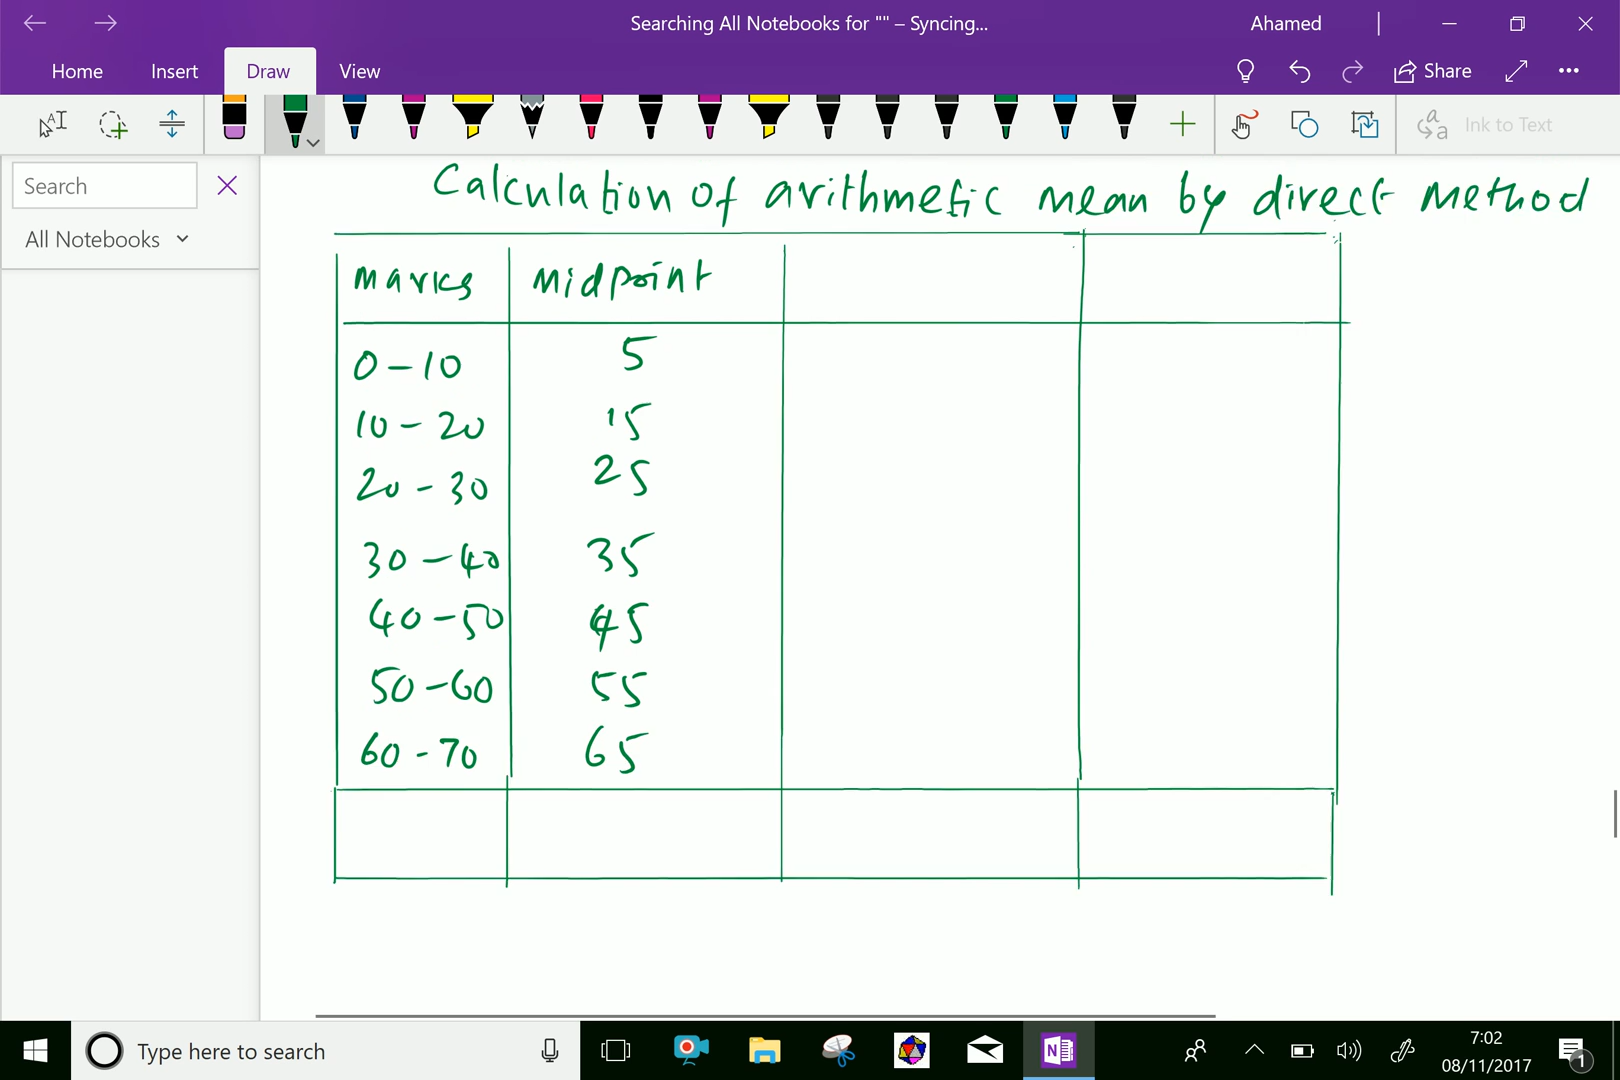 Searching All Notebooks for "" – Syncing...
Ahamed
Home Insert Draw View
Share
Ink to Text
Search
All Notebooks
Calculation of arithmetic mean by direct method
marks midpoint
0-10 5
10-20 15
20-30 25
30-40 35
40-50 45
50-60 55
60-70 65
Type here to search
N
7:02
08/11/2017
1